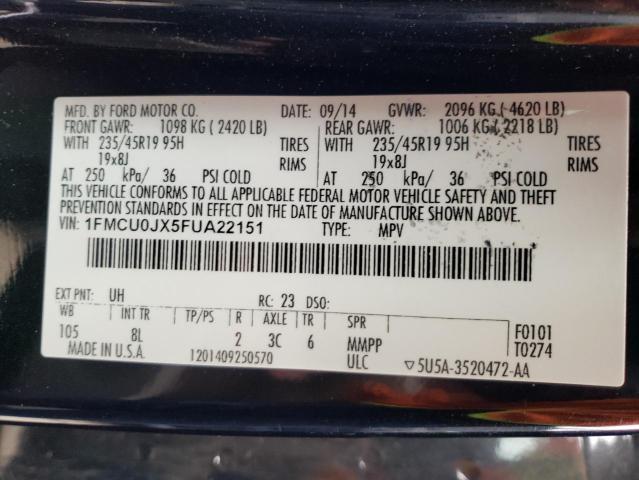 MFD. BY FORD MOTOR CO. DATE: 09/14 GVWR: 2096 KG ( 4620 LB)
FRONT GAWR: 1098 KG ( 2420 LB) REAR GAWR: 1006 KG ( 2218 LB)
WITH 235/45R19 95H TIRES WITH 235/45R19 95H TIRES
19x8J RIMS 19x8J RIMS
AT 250 kPa/ 36 PSI COLD AT 250 kPa/ 36 PSI COLD
THIS VEHICLE CONFORMS TO ALL APPLICABLE FEDERAL MOTOR VEHICLE SAFETY AND THEFT
PREVENTION STANDARDS IN EFFECT ON THE DATE OF MANUFACTURE SHOWN ABOVE.
VIN: 1FMCU0JX5FUA22151 TYPE: MPV
EXT PNT: UH RC: 23 DSO:
WB INT TR TP/PS R AXLE TR SPR F0101
105 8L 2 3C 6 MMPP T0274
MADE IN U.S.A. 1201409250570 ULC ▽5U5A-3520472-AA